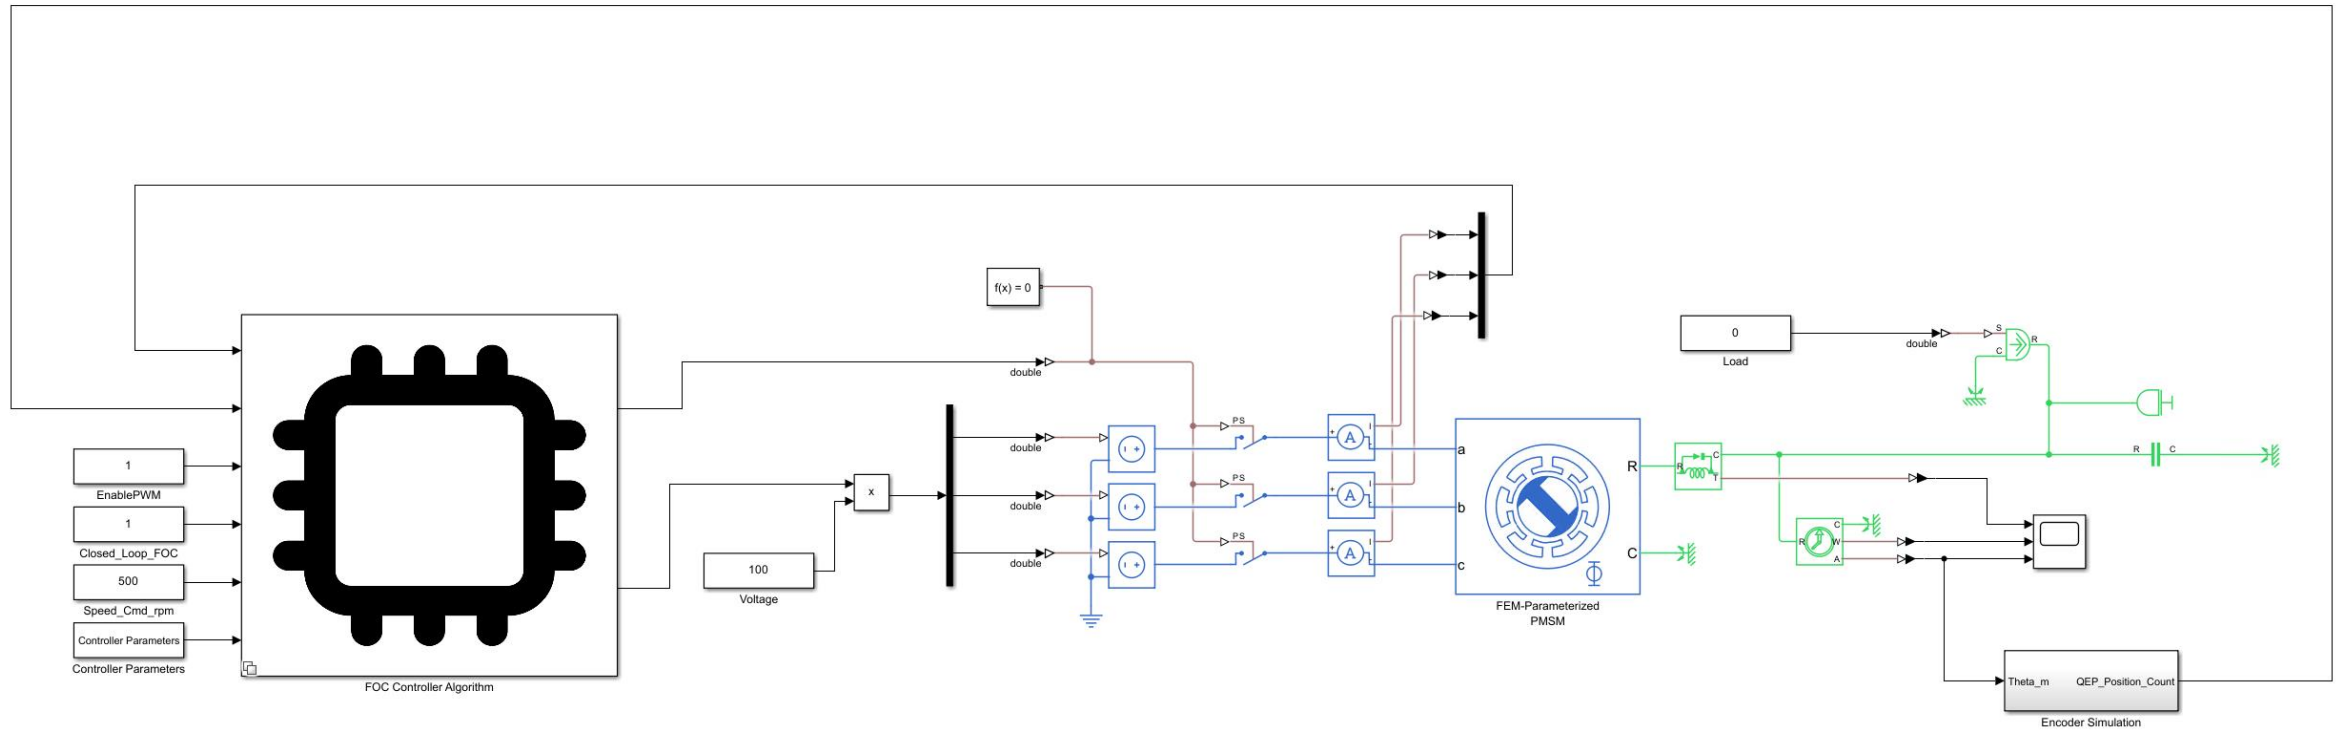 f(x) = 0
double
1
EnablePWM
1
Closed_Loop_FOC
500
Speed_Cmd_rpm
Controller Parameters
Controller Parameters
FOC Controller Algorithm
x
100
Voltage
double
double
double
PS
PS
PS
+
A
I
+
A
I
+
A
I
a
b
c
R
C
FEM-Parameterized
PMSM
R
C
T
0
Load
double
S
C
R
R
C
R
C
W
A
Theta_m
QEP_Position_Count
Encoder Simulation